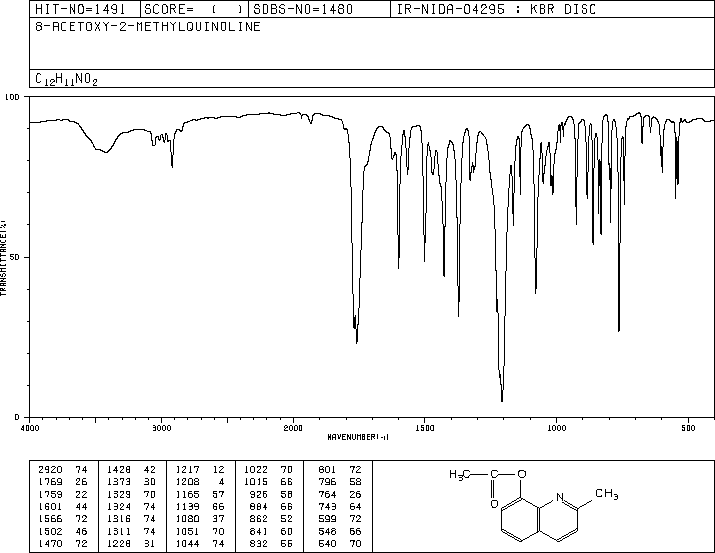 HIT-NO=1491 SCORE= ( ) SDBS-NO=1480 IR-NIDA-04295 : KBR DISC
8-ACETOXY-2-METHYLQUINOLINE
C12H11NO2
100
50
0
TRANSMITTANCE(%)
4000 3000 2000 1500 1000 500
WAVENUMBER(-1)
2920 74 1428 42 1217 12 1022 70 801 72
1769 26 1373 30 1208 4 1015 66 796 58
1759 22 1329 70 1165 57 926 58 764 26
1601 44 1324 74 1139 66 884 66 743 64
1566 72 1316 74 1080 37 862 52 599 72
1502 46 1311 74 1051 70 841 60 548 66
1470 72 1228 31 1044 74 832 55 540 70
H3C C O
O N CH3